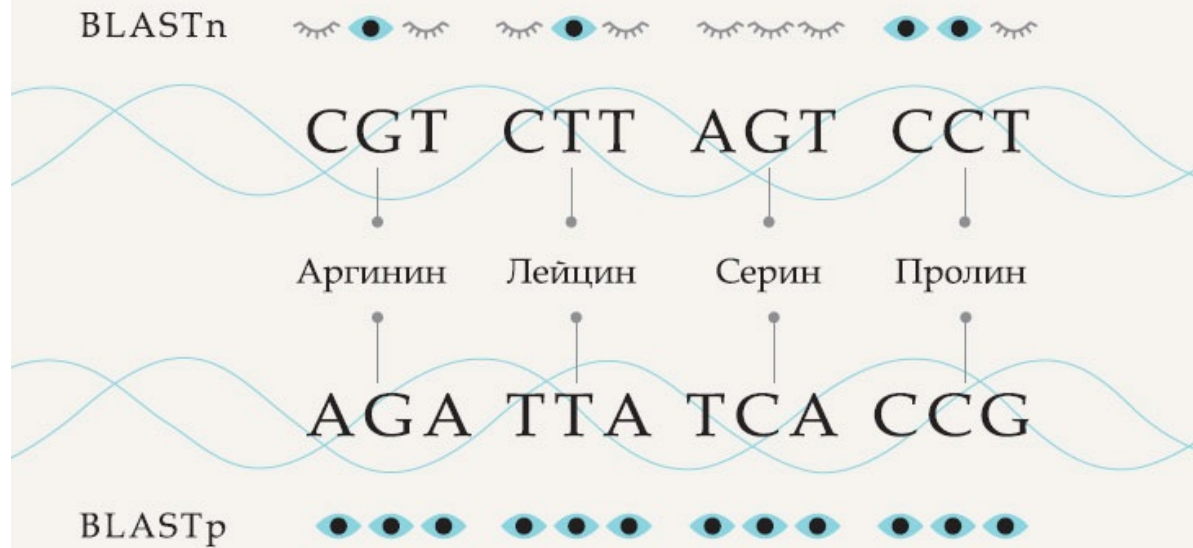 BLASTn
CGT CTT AGT CCT
Аргинин Лейцин Серин Пролин
AGA TTA TCA CCG
BLASTp